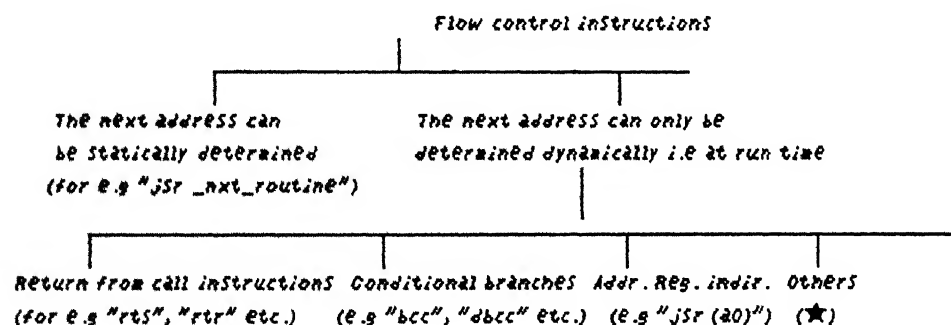 Flow control instructions
The next address can
be statically determined
(for e.g "jsr _nxt_routine")
The next address can only be
determined dynamically i.e at run time
Return from call instructions
(for e.g "rts", "rtr" etc.)
Conditional branches
(e.g "bcc", "dbcc" etc.)
Addr. Reg. indir.
(e.g "jsr (a0)")
Others
(★)